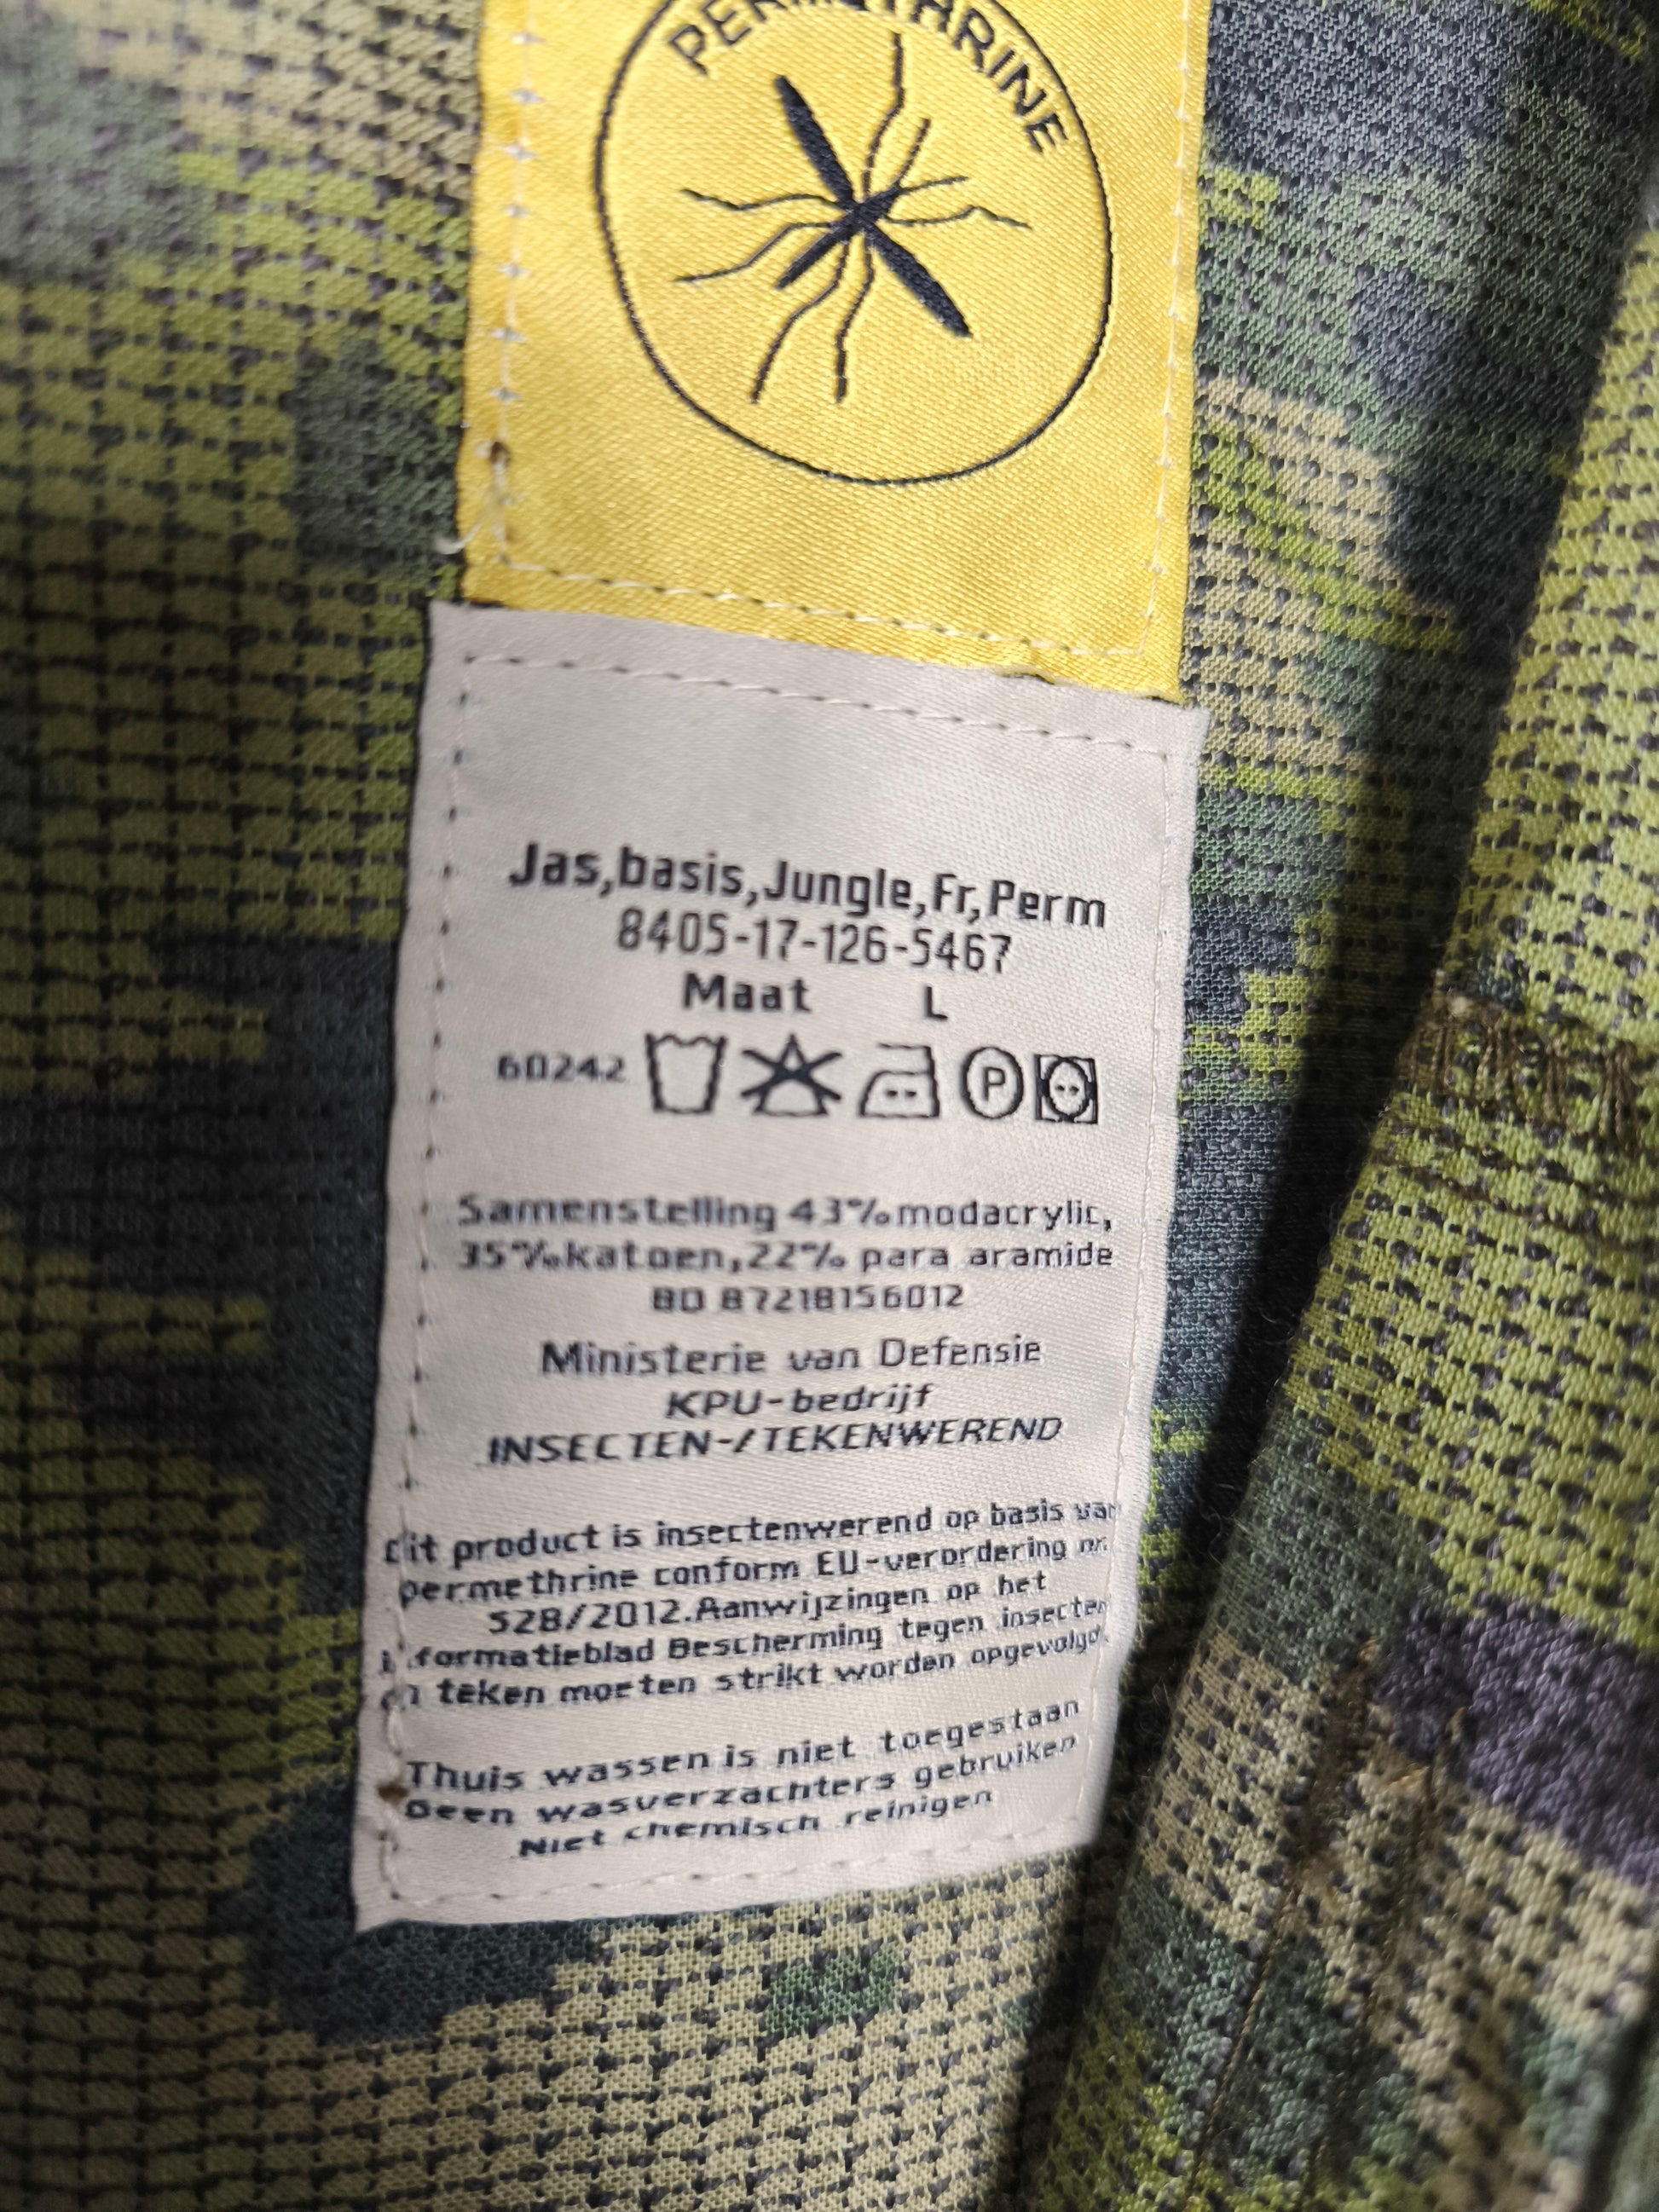 PERMETHRINE
Jas,basis,Jungle,Fr,Perm
8405-17-126-5467
Maat L
60242
P
Samenstelling 43% modacrylic,
35% katoen, 22% para aramide
BD 87218156012
Ministerie van Defensie
KPU-bedrijf
INSECTEN-/TEKENWEREND
Dit product is insectenwerend op basis van
permethrine conform EU-verordering nr.
528/2012. Aanwijzingen op het
informatieblad Bescherming tegen insecten
en teken moeten strikt worden opgevolgd.
Thuis wassen is niet toegestaan
Geen wasverzachters gebruiken
Niet chemisch reinigen